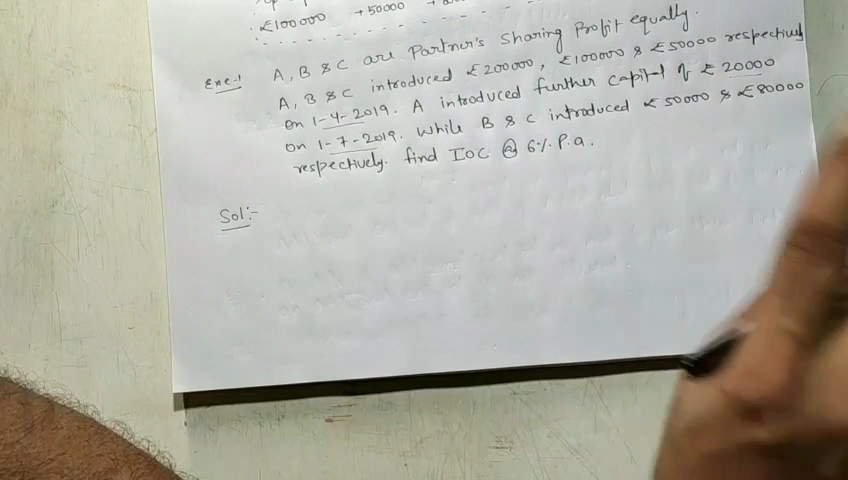 ₹100000 +50000 +
Exe-1 A, B & C are Partner's Sharing Profit equally.
A, B & C introduced ₹200000, ₹100000 & ₹50000 respectively
on 1-4-2019. A introduced further capital of ₹20000
on 1-7-2019. While B & C introduced ₹50000 & ₹80000
respectively. find IOC @ 6% P.a.
Sol:-